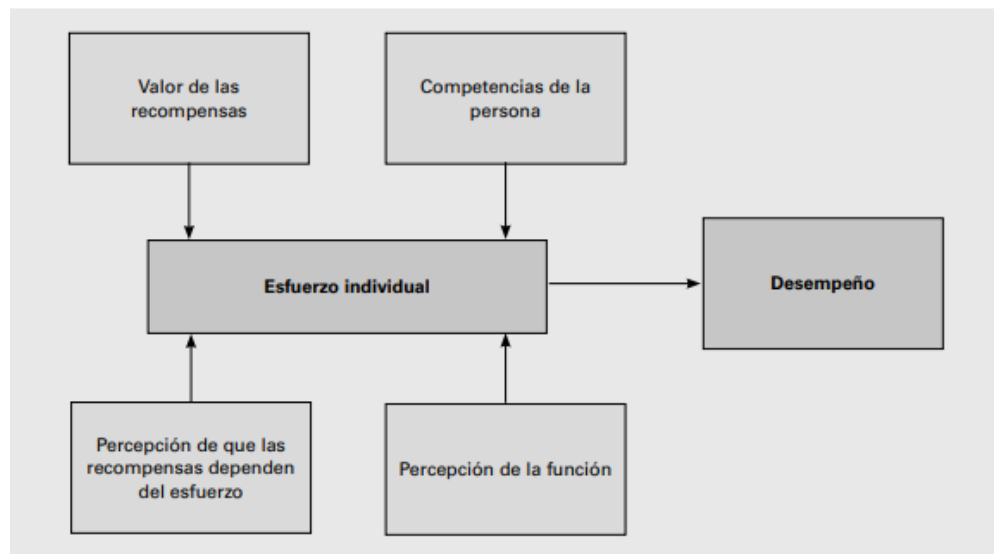 Valor de las
recompensas
Competencias de la
persona
Esfuerzo individual
Desempeño
Percepción de que las
recompensas dependen
del esfuerzo
Percepción de la función